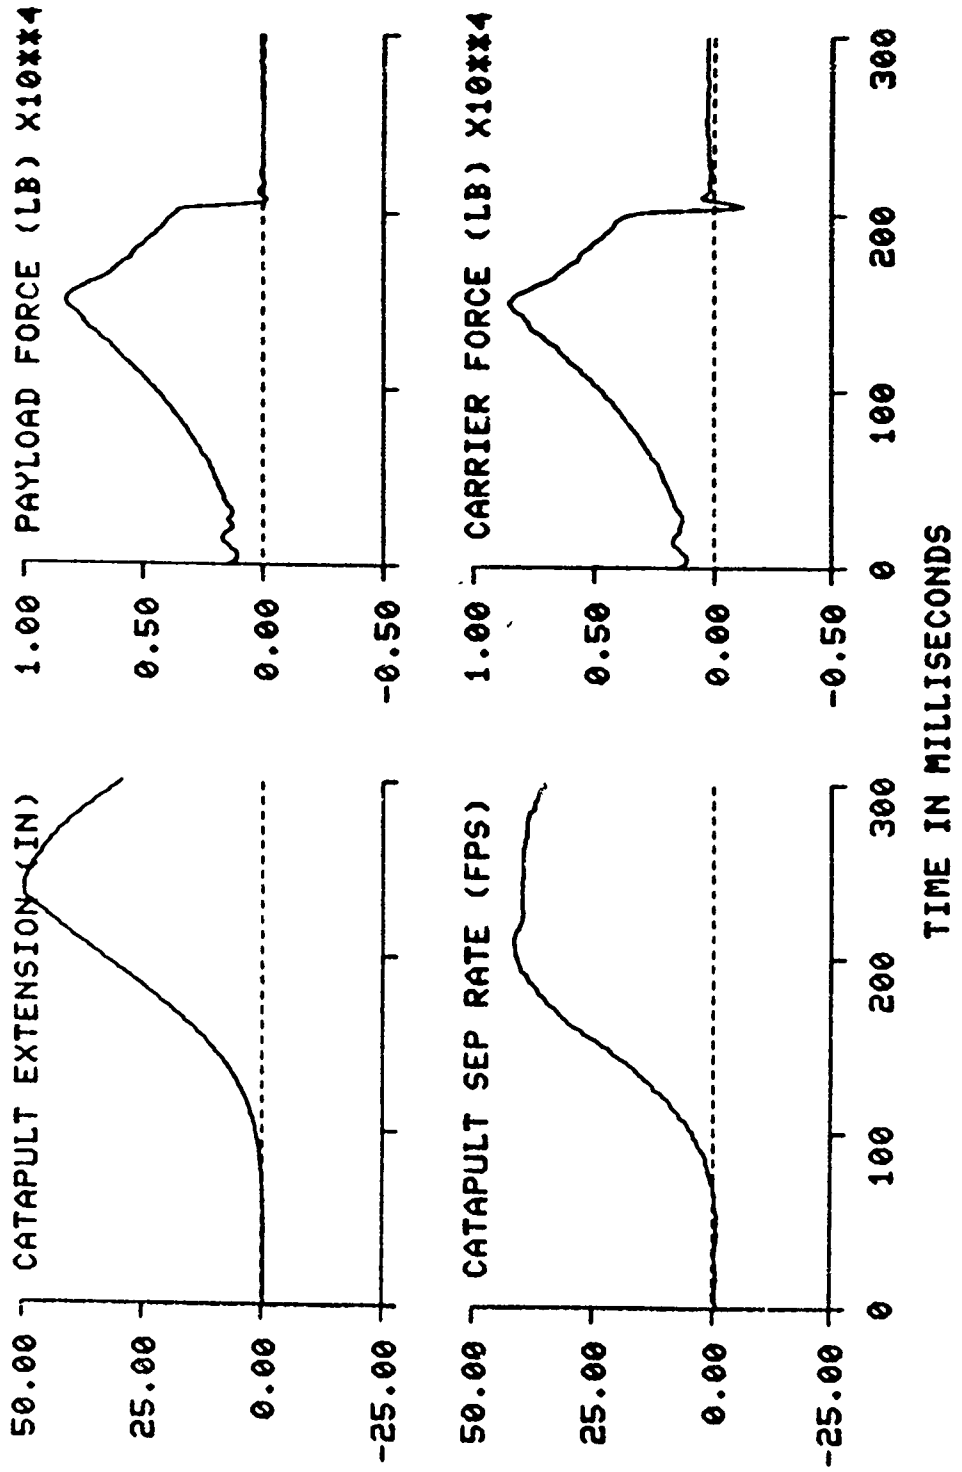 CATAPULT EXTENSION (IN)
50.00
25.00
0.00
-25.00
PAYLOAD FORCE (LB) X10**4
1.00
0.50
0.00
-0.50
CATAPULT SEP RATE (FPS)
50.00
25.00
0.00
-25.00
0 100 200 300
CARRIER FORCE (LB) X10**4
1.00
0.50
0.00
-0.50
0 100 200 300
TIME IN MILLISECONDS